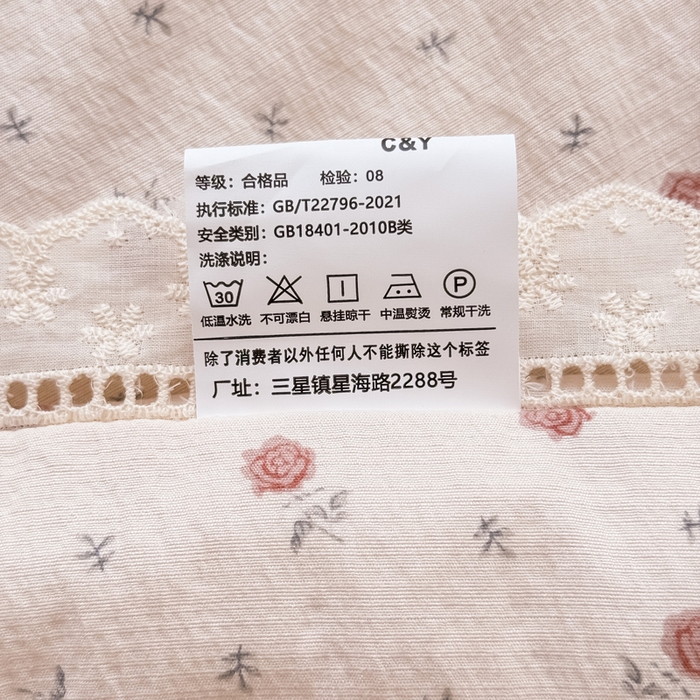 C&Y
等级：合格品 检验：08
执行标准：GB/T22796-2021
安全类别：GB18401-2010B类
洗涤说明：
30 P
低温水洗 不可漂白 悬挂晾干 中温熨烫 常规干洗
除了消费者以外任何人不能撕除这个标签
厂址：三星镇星海路2288号